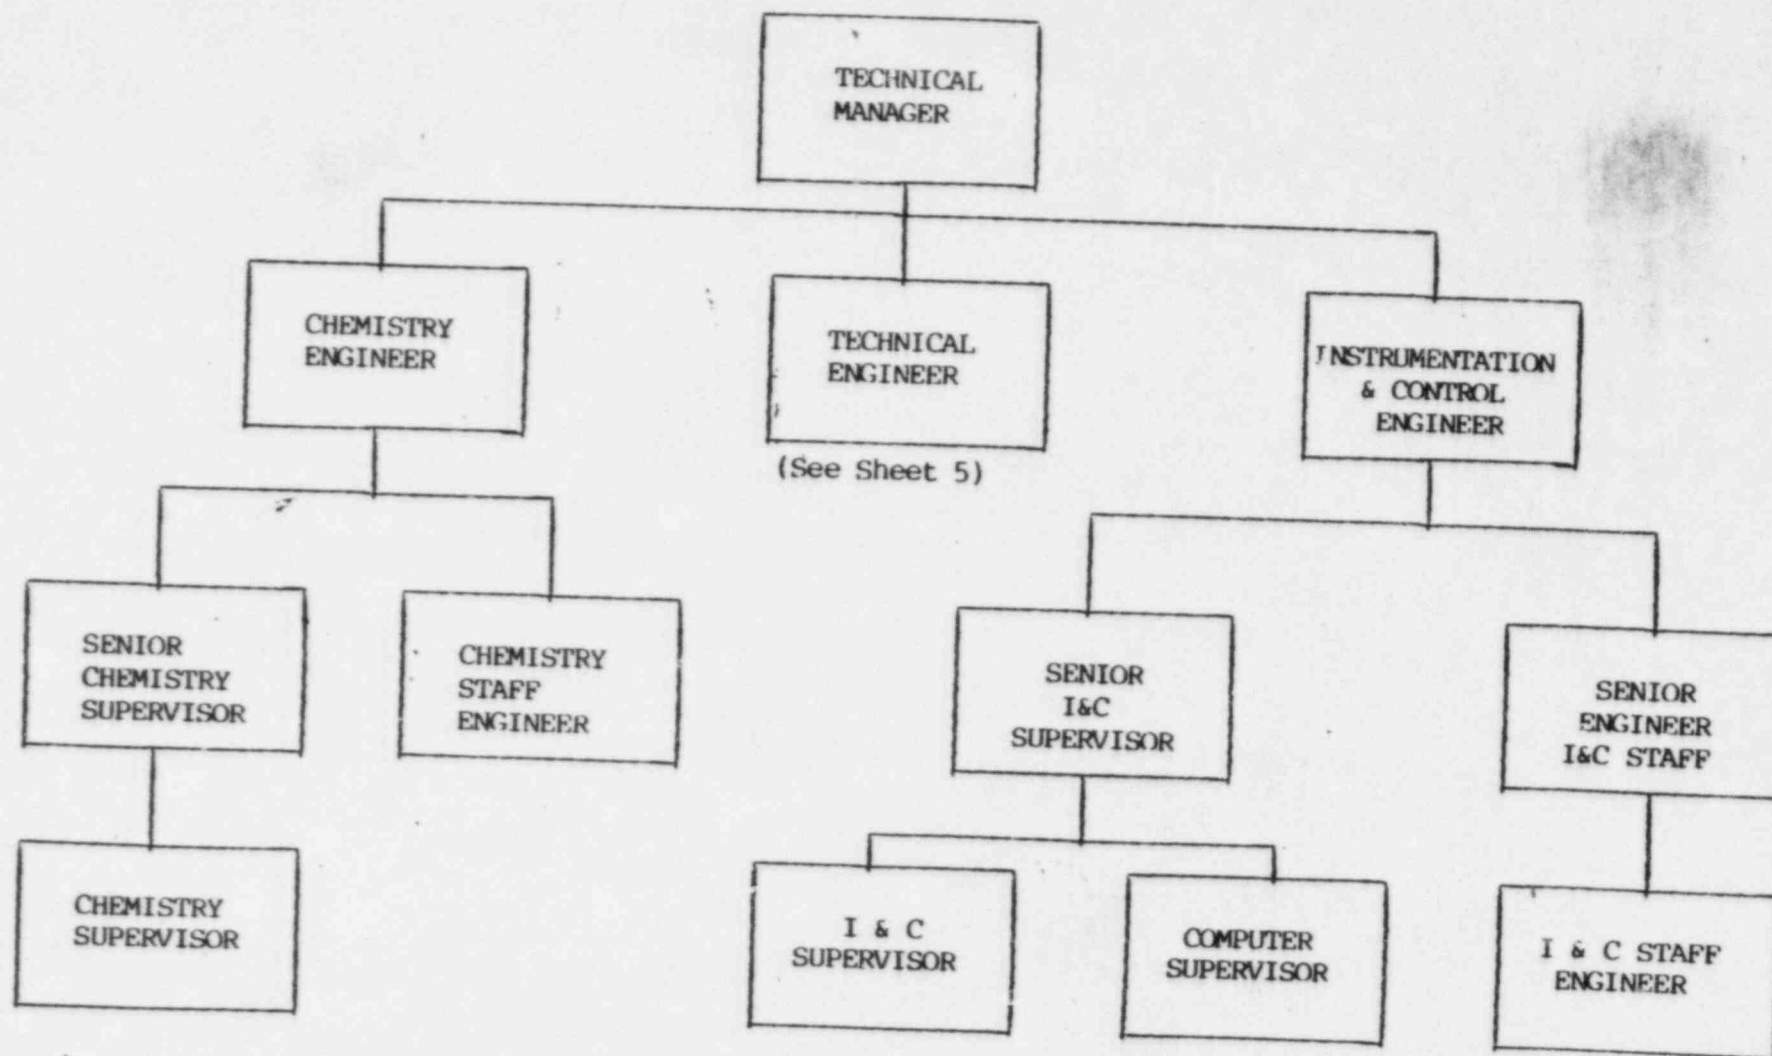 TECHNICAL
MANAGER
CHEMISTRY
ENGINEER
TECHNICAL
ENGINEER
(See Sheet 5)
INSTRUMENTATION
& CONTROL
ENGINEER
SENIOR
CHEMISTRY
SUPERVISOR
CHEMISTRY
STAFF
ENGINEER
SENIOR
I&C
SUPERVISOR
SENIOR
ENGINEER
I&C STAFF
CHEMISTRY
SUPERVISOR
I & C
SUPERVISOR
COMPUTER
SUPERVISOR
I & C STAFF
ENGINEER